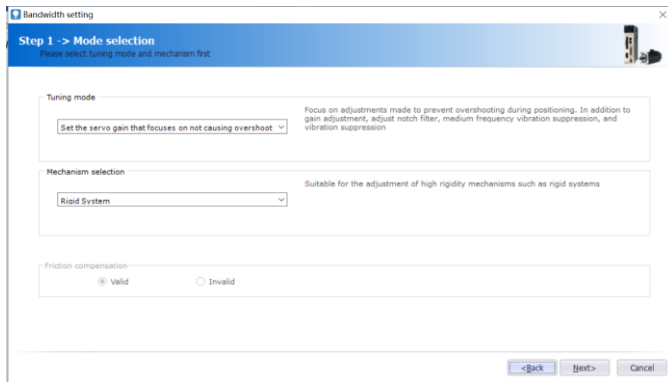 Bandwidth setting
Step 1 -> Mode selection
Please select tuning mode and mechanism first
Tuning mode
Set the servo gain that focuses on not causing overshoot
Focus on adjustments made to prevent overshooting during positioning. In addition to
gain adjustment, adjust notch filter, medium frequency vibration suppression, and
vibration suppression
Mechanism selection
Rigid System
Suitable for the adjustment of high rigidity mechanisms such as rigid systems
Friction compensation
Valid
Invalid
<Back
Next>
Cancel